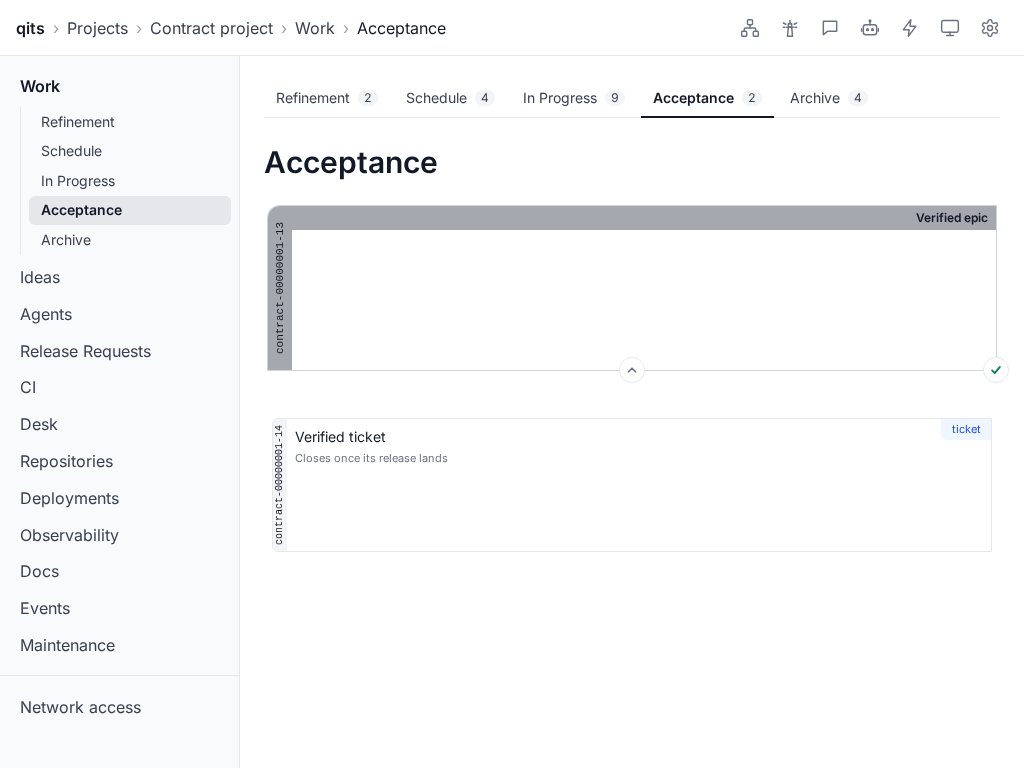 qits › Projects › Contract project › Work › Acceptance
Work
Refinement
Schedule
In Progress
Acceptance
Archive
Ideas
Agents
Release Requests
CI
Desk
Repositories
Deployments
Observability
Docs
Events
Maintenance
Network access
Refinement 2 Schedule 4 In Progress 9 Acceptance 2 Archive 4
Acceptance
Verified epic
contract-00000001-13
contract-00000001-14
Verified ticket
ticket
Closes once its release lands